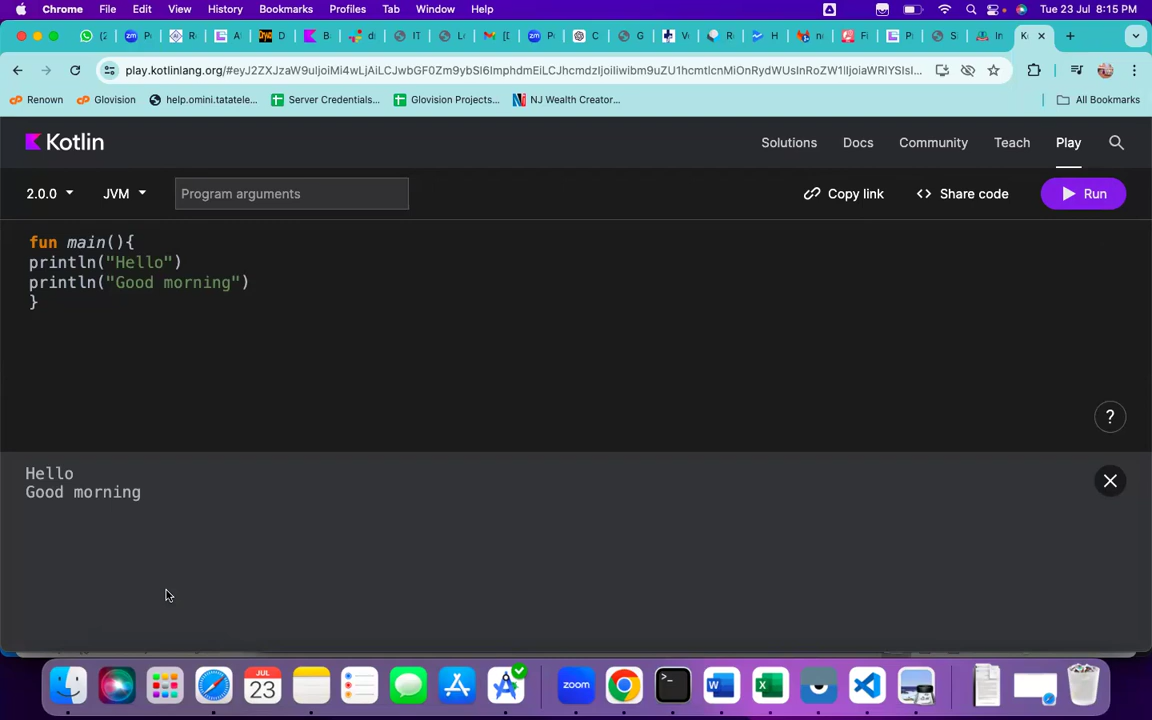 Chrome File Edit View History Bookmarks Profiles Tab Window Help Tue 23 Jul 8:15 PM
play.kotlinlang.org/#eyJ2ZXJzaW9uIjoiMi4wLjAiLCJwbGF0Zm9ybSI6ImphdmEiLCJhcmdzIjoiIiwibm9uZU1hcmtlcnMiOnRydWUsInRoZW1lIjoiaWRlYSIsI...
Renown Glovision help.omini.tatatele... Server Credentials... Glovision Projects... NJ Wealth Creator... All Bookmarks
Kotlin Solutions Docs Community Teach Play
2.0.0 JVM Program arguments Copy link <> Share code Run
fun main(){
println("Hello")
println("Good morning")
}
?
Hello
Good morning
JUL
23 zoom >_ W X